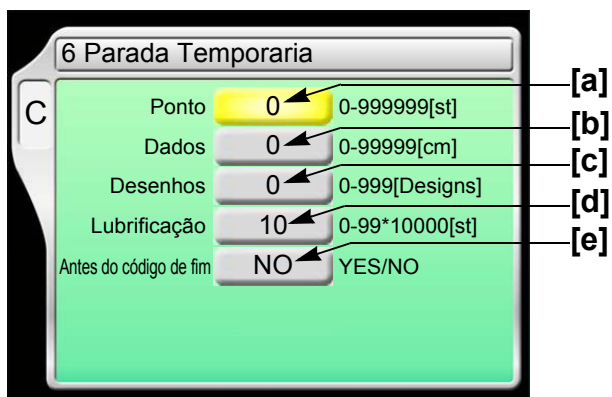 6 Parada Temporaria
C
Ponto 0 0-999999[st] [a]
Dados 0 0-99999[cm] [b]
Desenhos 0 0-999[Designs] [c]
Lubrificação 10 0-99*10000[st] [d]
Antes do código de fim NO YES/NO [e]